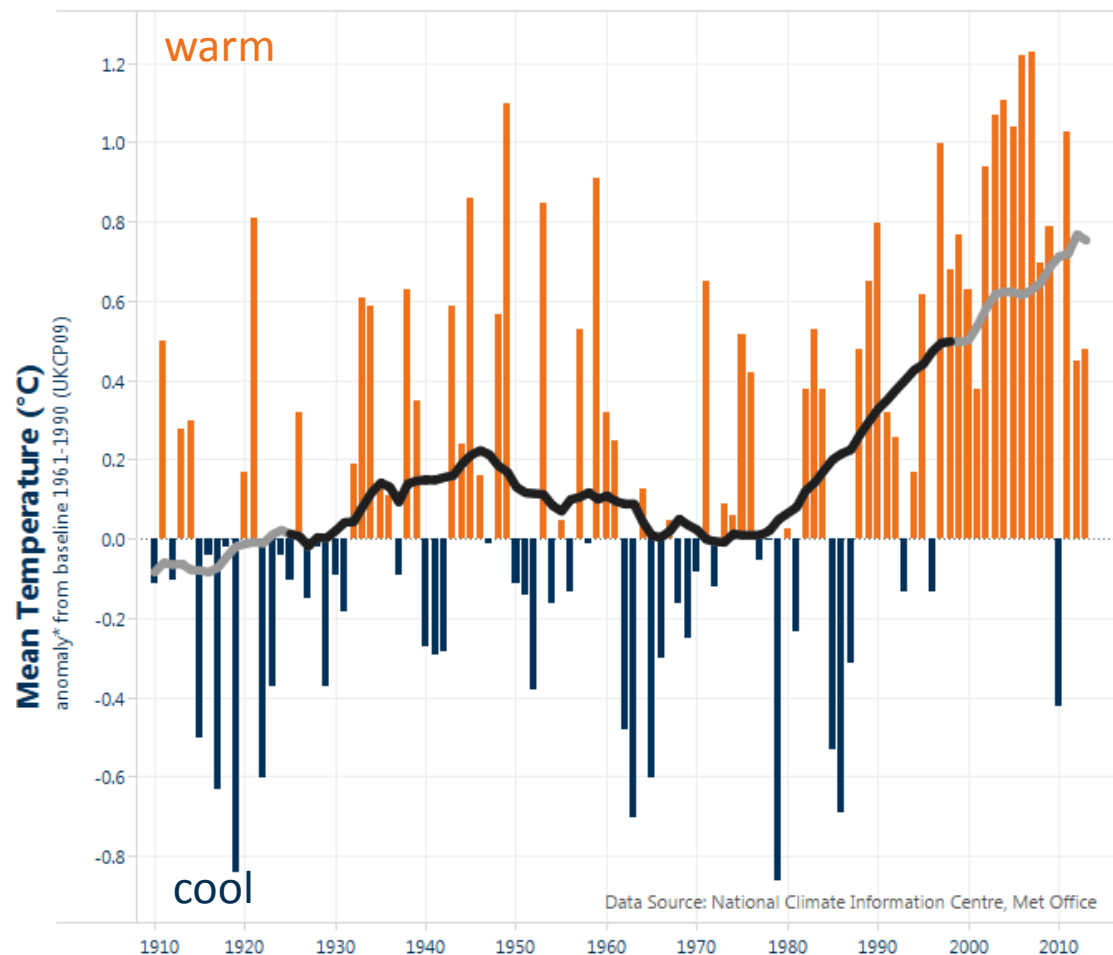 warm
1.2
1.0
0.8
0.6
0.4
0.2
0.0
-0.2
-0.4
-0.6
-0.8
Mean Temperature (°C)
anomaly* from baseline 1961-1990 (UKCP09)
cool
Data Source: National Climate Information Centre, Met Office
1910 1920 1930 1940 1950 1960 1970 1980 1990 2000 2010